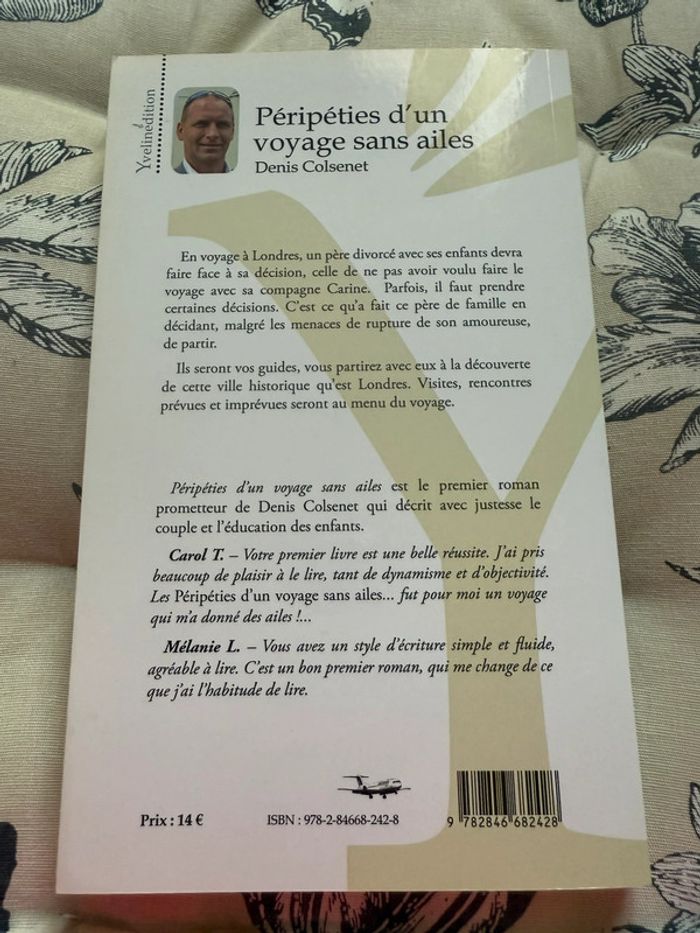 Yvelinédition
Péripéties d'un
voyage sans ailes
Denis Colsenet
En voyage à Londres, un père divorcé avec ses enfants devra
faire face à sa décision, celle de ne pas avoir voulu faire le
voyage avec sa compagne Carine. Parfois, il faut prendre
certaines décisions. C'est ce qu'a fait ce père de famille en
décidant, malgré les menaces de rupture de son amoureuse,
de partir.
Ils seront vos guides, vous partirez avec eux à la découverte
de cette ville historique qu'est Londres. Visites, rencontres
prévues et imprévues seront au menu du voyage.
Péripéties d'un voyage sans ailes est le premier roman
prometteur de Denis Colsenet qui décrit avec justesse le
couple et l'éducation des enfants.
Carol T. – Votre premier livre est une belle réussite. J'ai pris
beaucoup de plaisir à le lire, tant de dynamisme et d'objectivité.
Les Péripéties d'un voyage sans ailes... fut pour moi un voyage
qui m'a donné des ailes !...
Mélanie L. – Vous avez un style d'écriture simple et fluide,
agréable à lire. C'est un bon premier roman, qui me change de ce
que j'ai l'habitude de lire.
Prix : 14 €
ISBN : 978-2-84668-242-8
9 782846 682428